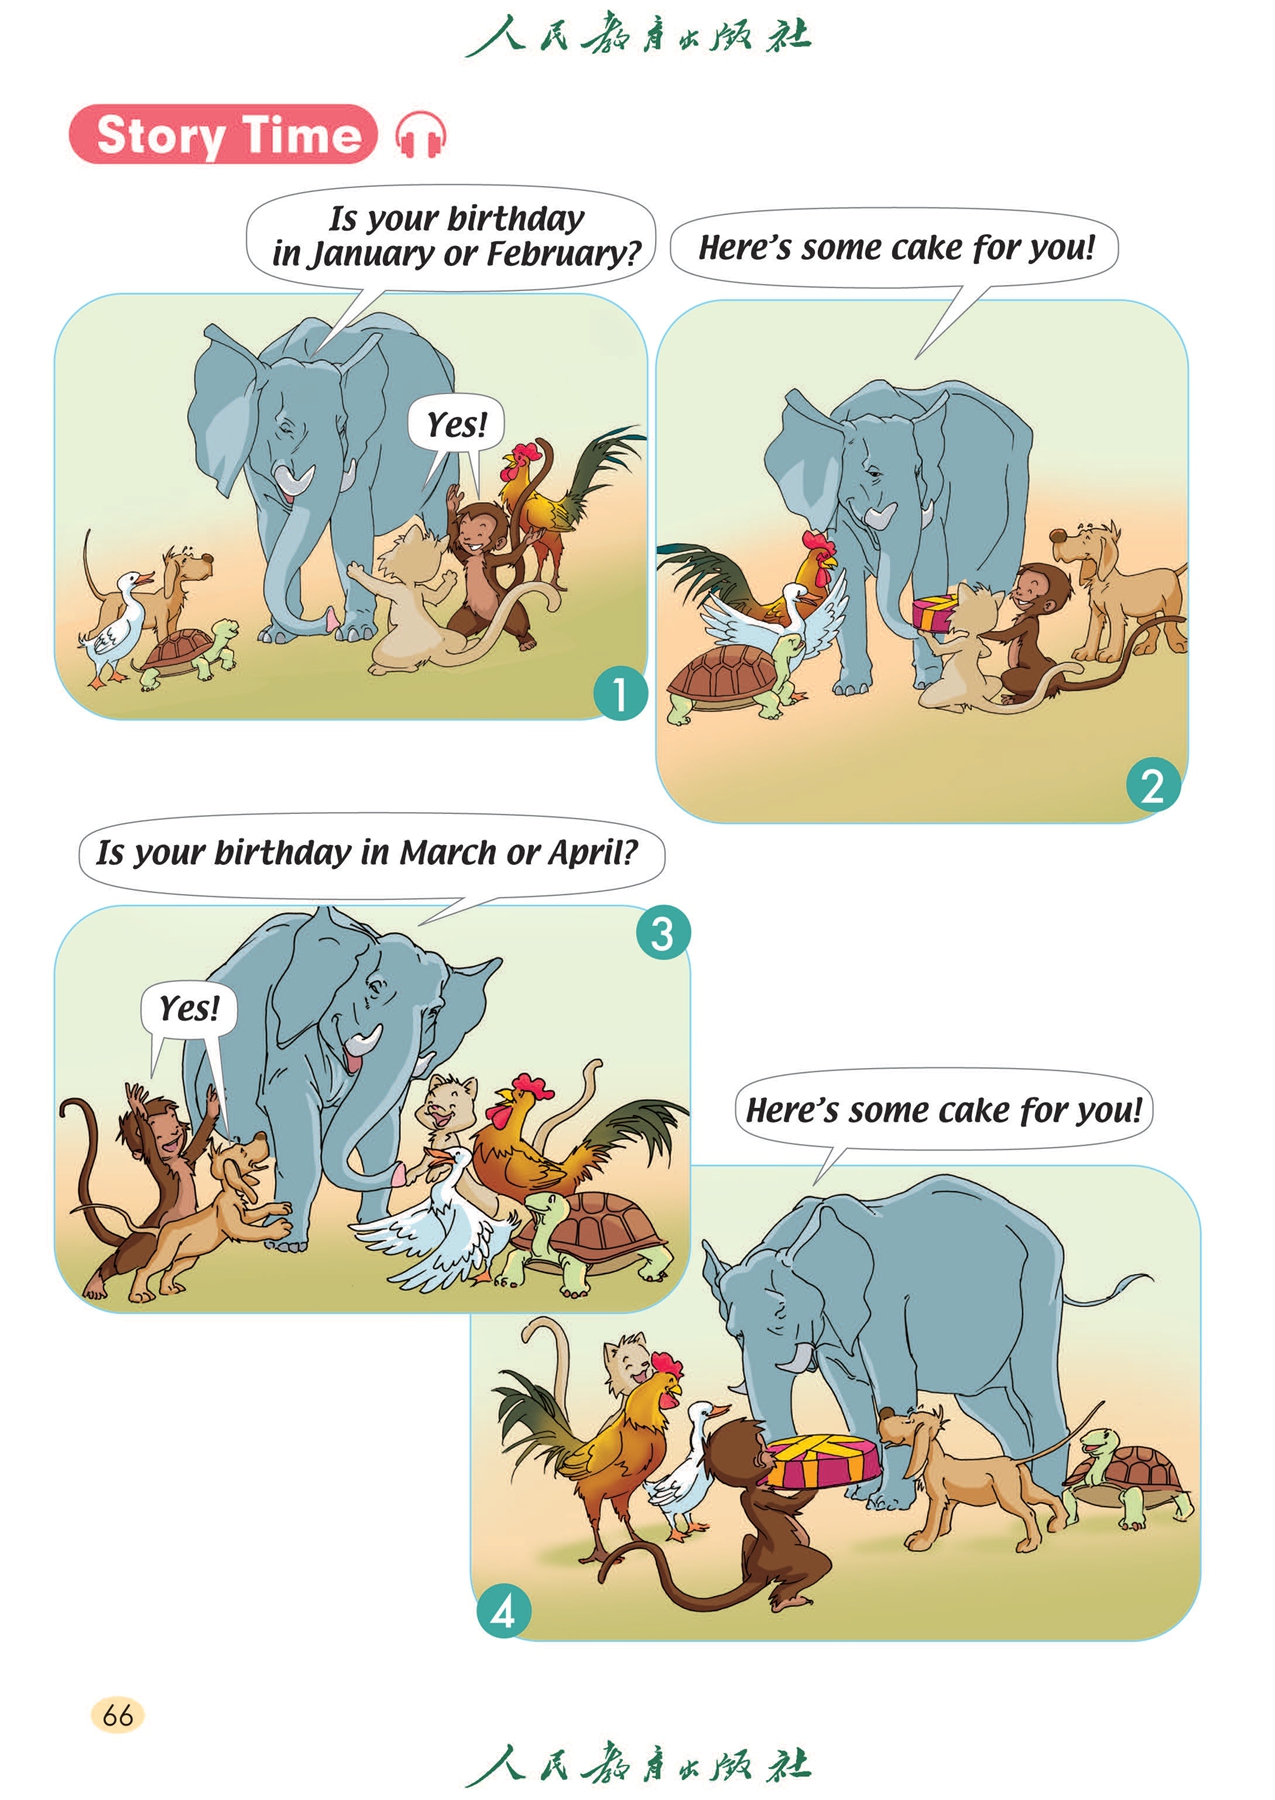 人民教育出版社
Story Time
Is your birthday
in January or February?
Yes!
1
Here's some cake for you!
2
Is your birthday in March or April?
Yes!
3
Here's some cake for you!
4
66
人民教育出版社